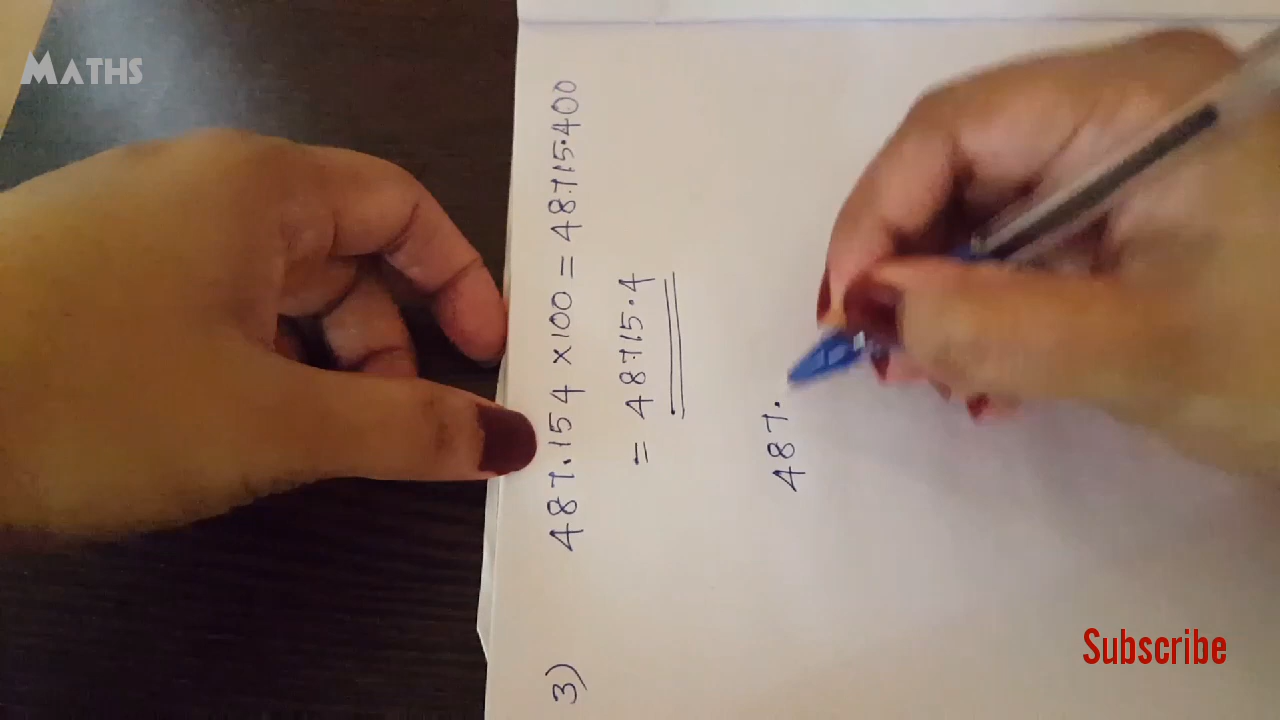 MATHS
3) 487.154 ×100 = 48715.400
= 48715.4
487.
Subscribe